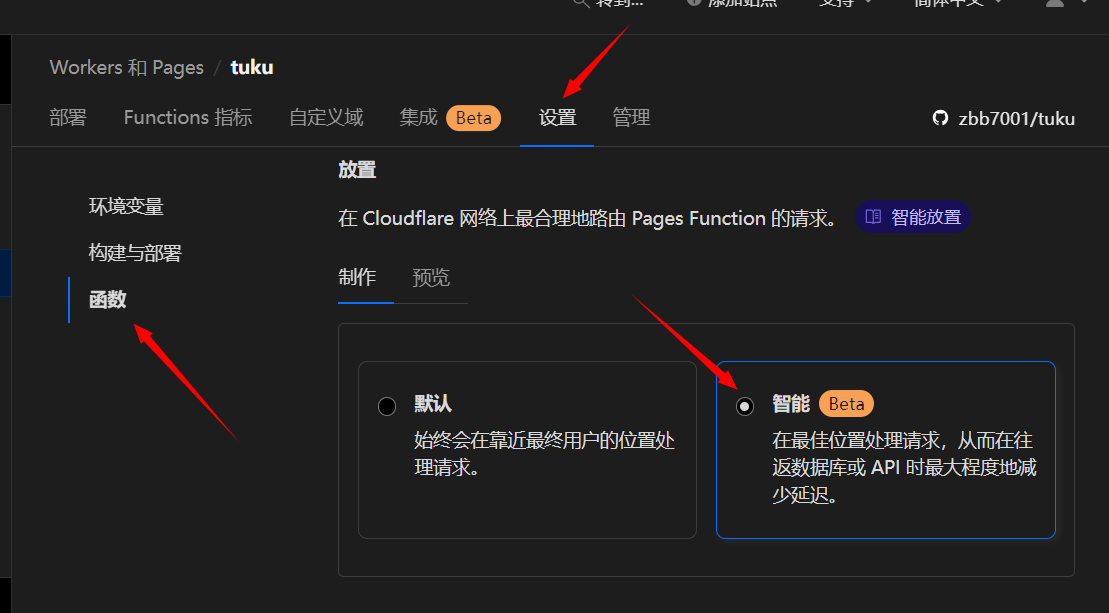 转到...
添加站点
支持
简体中文
Workers 和 Pages / tuku
部署 Functions 指标 自定义域 集成 Beta 设置 管理 zbb7001/tuku
放置
环境变量
在 Cloudflare 网络上最合理地路由 Pages Function 的请求。 智能放置
构建与部署
制作 预览
函数
默认
始终会在靠近最终用户的位置处
理请求。
智能 Beta
在最佳位置处理请求，从而在往
返数据库或 API 时最大程度地减
少延迟。